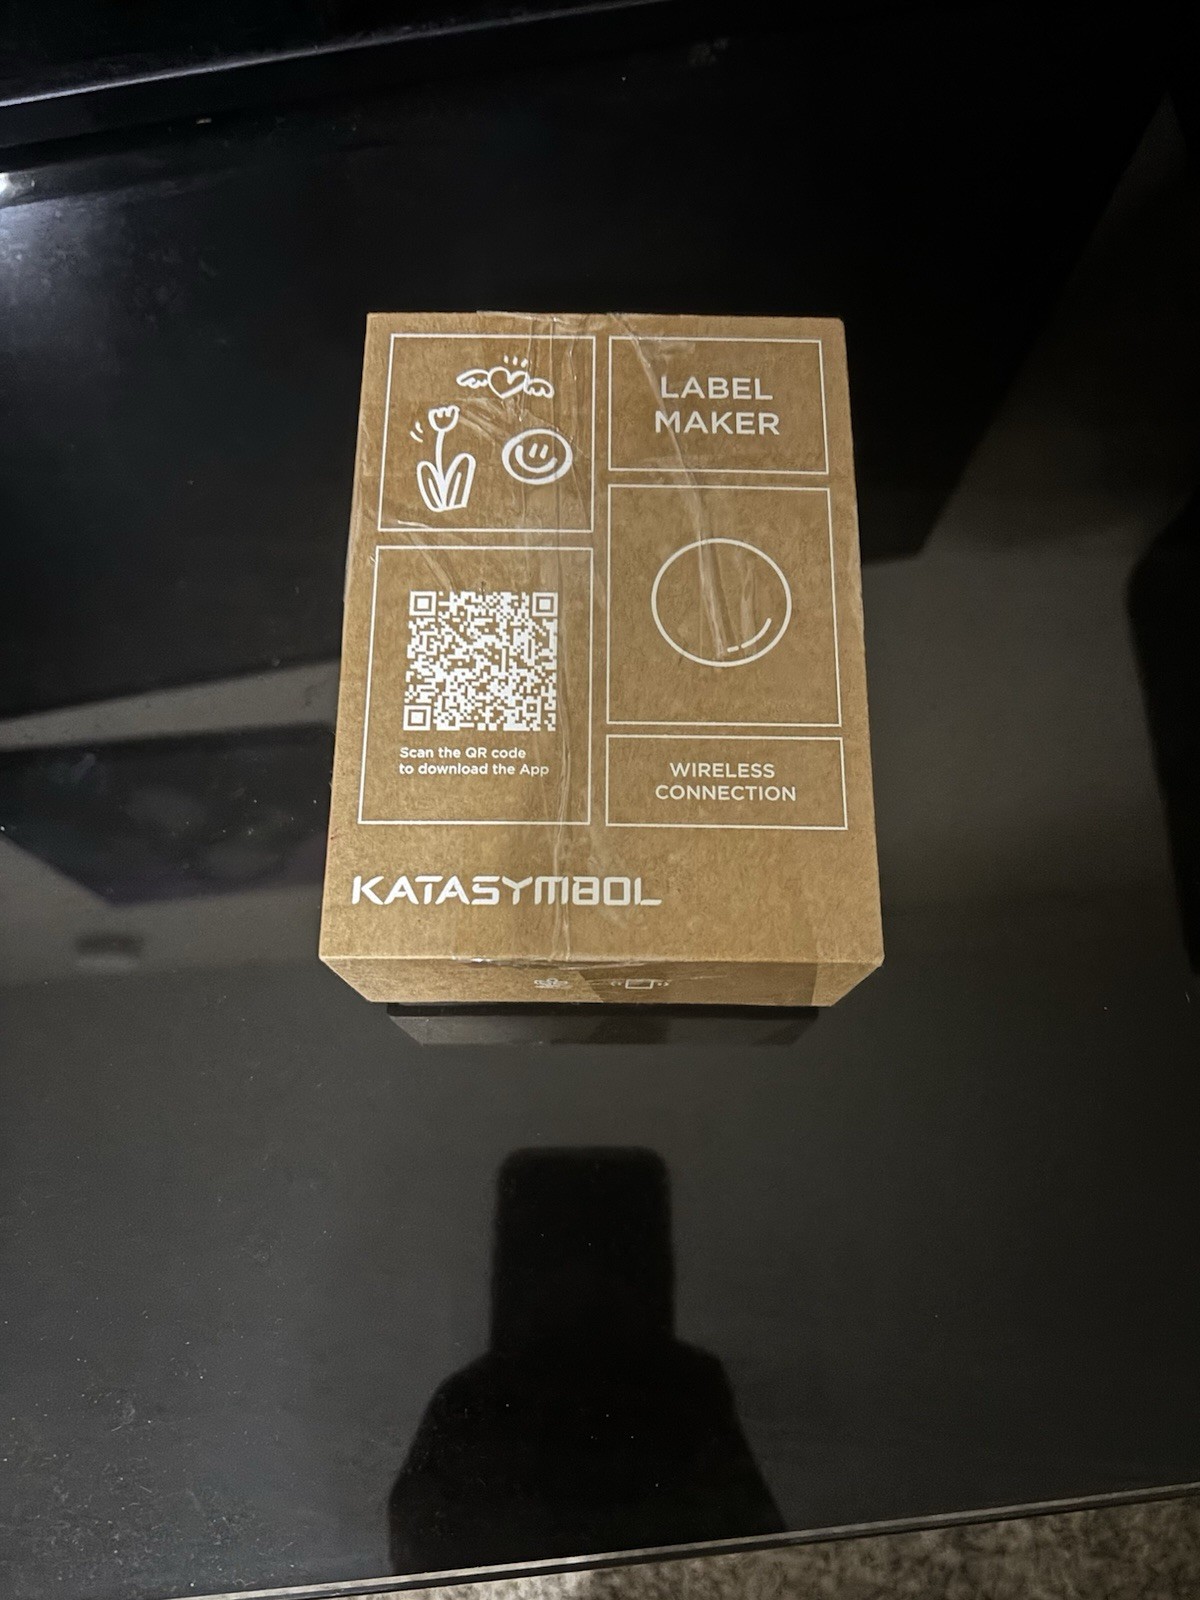 LABEL
MAKER
Scan the QR code
to download the App
WIRELESS
CONNECTION
KATASYMBOL